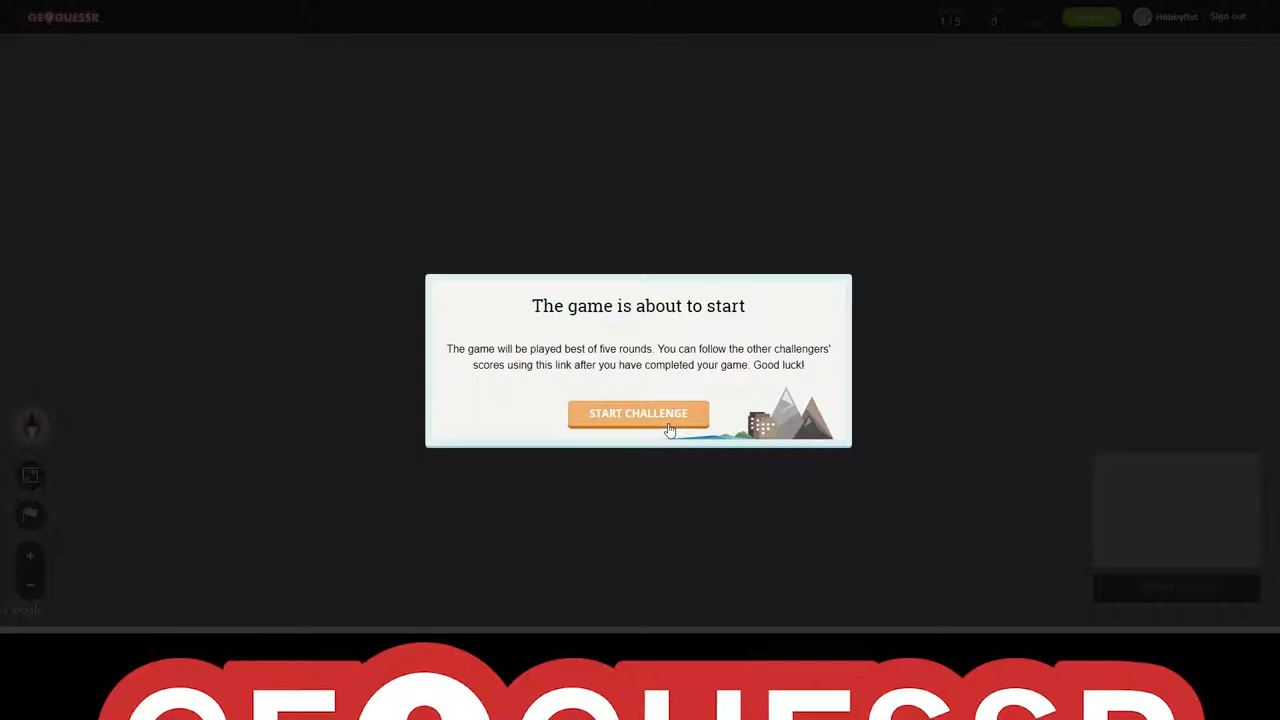 GEOGUESSR
1 / 5
0
Hobbyfist
Sign out
The game is about to start
The game will be played best of five rounds. You can follow the other challengers'
scores using this link after you have completed your game. Good luck!
START CHALLENGE
+
−
Google
GEOGUESSR